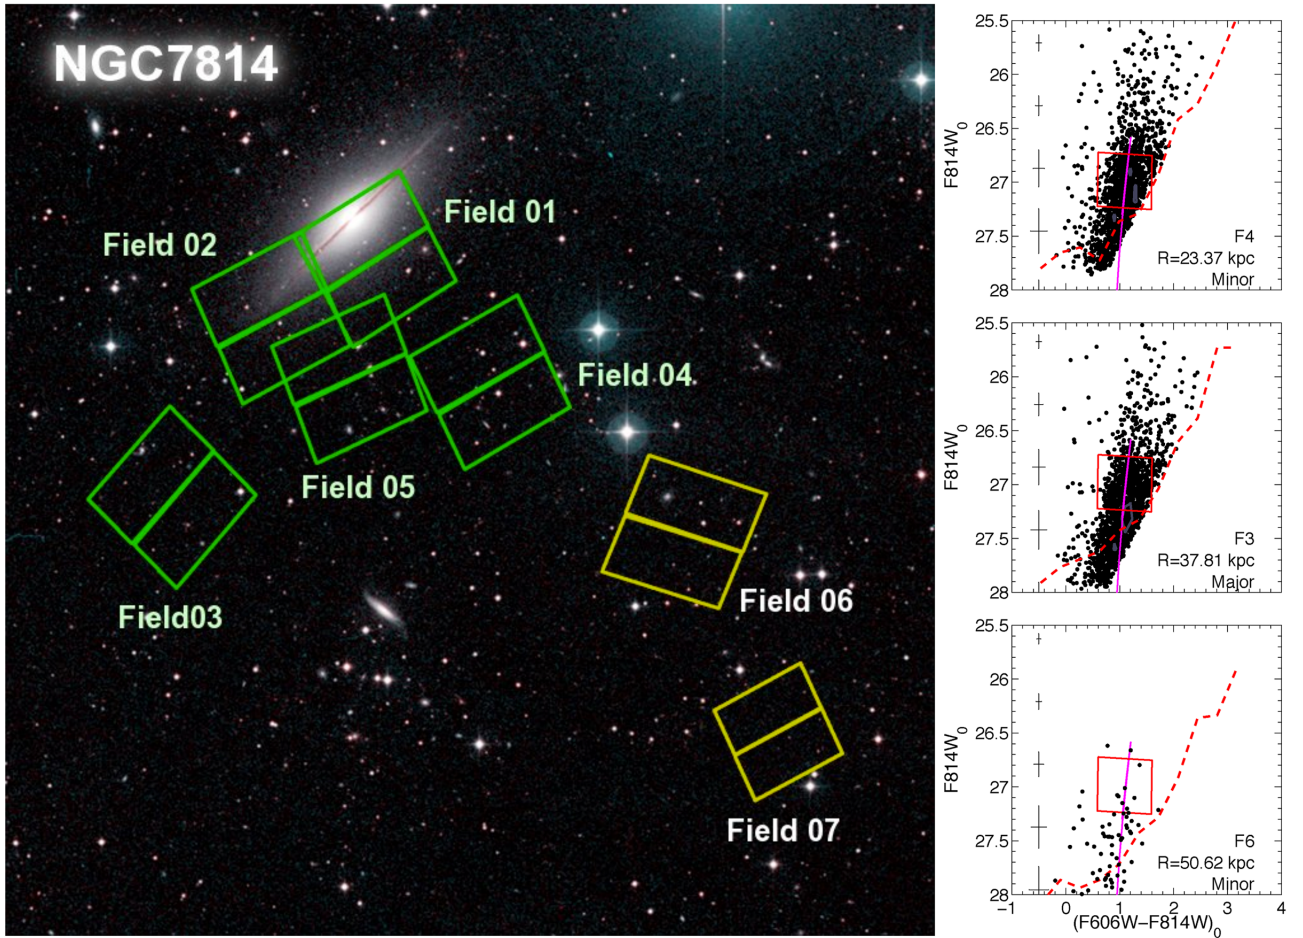 NGC7814
Field 01
Field 02
Field 04
Field 05
Field03
Field 06
Field 07
25.5
26
26.5
27
27.5
28
F814W0
F4
R=23.37 kpc
Minor
25.5
26
26.5
27
27.5
28
F814W0
F3
R=37.81 kpc
Major
25.5
26
26.5
27
27.5
28
F814W0
F6
R=50.62 kpc
Minor
−1 0 1 2 3 4
(F606W−F814W)0